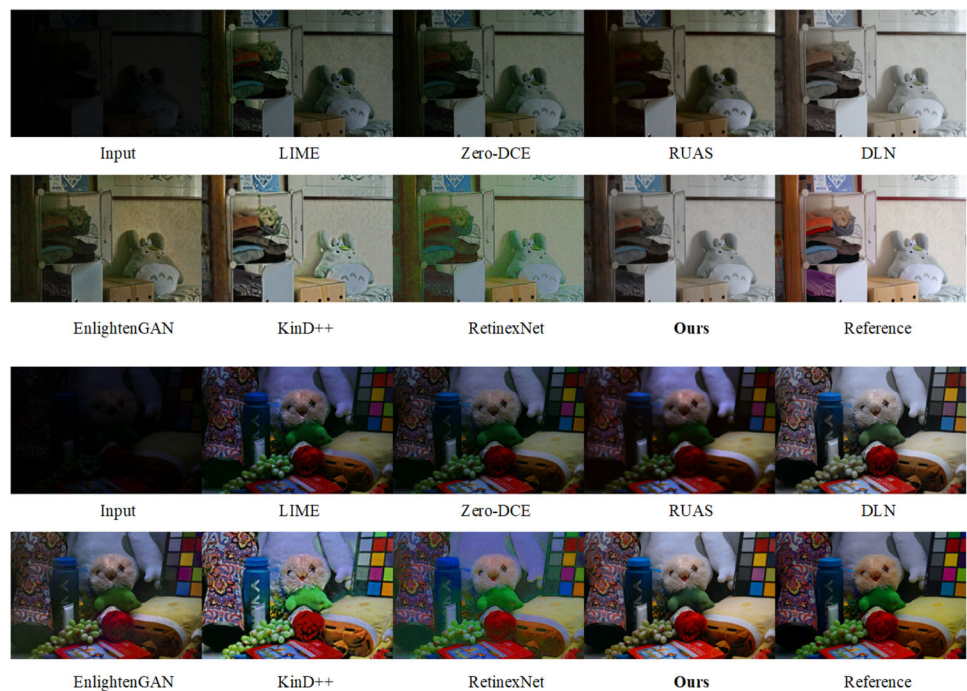 Input LIME Zero-DCE RUAS DLN
EnlightenGAN KinD++ RetinexNet Ours Reference
Input LIME Zero-DCE RUAS DLN
EnlightenGAN KinD++ RetinexNet Ours Reference